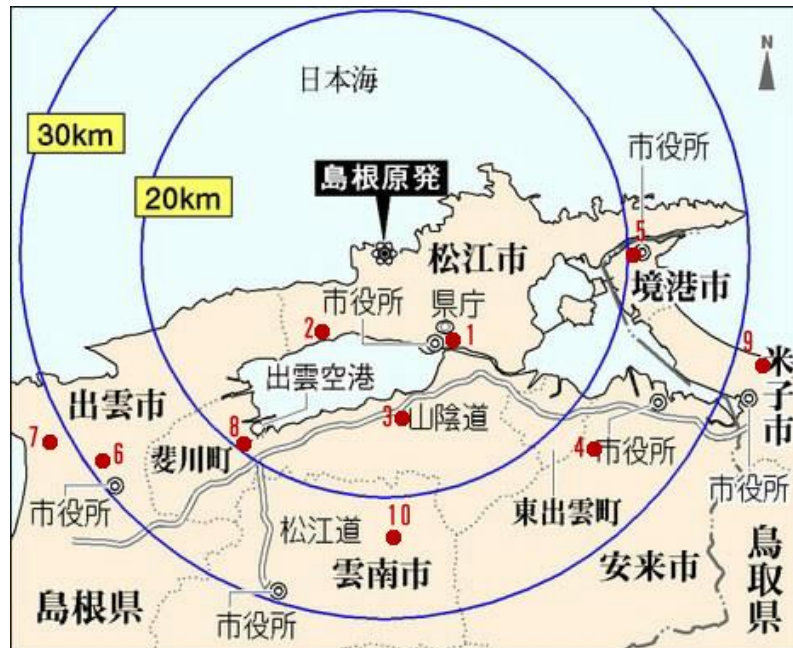 N
日本海
30km
市役所
島根原発
20km
5
松江市
境港市
市役所
県庁
2
1
9
出雲空港
米子市
出雲市
3
山陰道
7
8
6
斐川町
4
市役所
市役所
市役所
10
東出雲町
松江道
雲南市
安来市
鳥取県
島根県
市役所